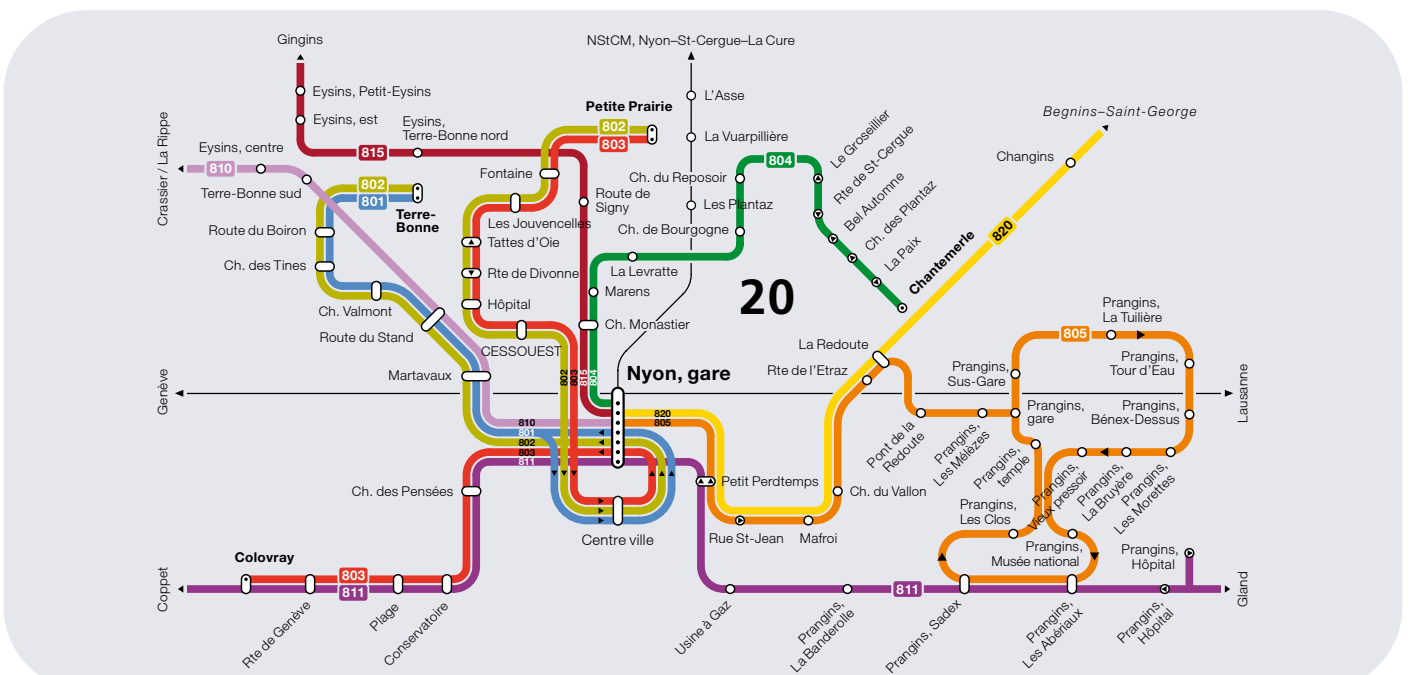 Gingins
NStCM, Nyon–St-Cergue–La Cure
Eysins, Petit-Eysins
L'Asse
Petite Prairie
Begnins–Saint-George
Eysins, est
Eysins,
Terre-Bonne nord
802
803
La Vuarpillière
Le Groseillier
Rte de St-Cergue
Bel Automne
Ch. des Plantaz
La Paix
Crassier / La Rippe
Eysins, centre
815
804
Changins
810
Terre-Bonne sud
Fontaine
Ch. du Reposoir
802
801
Terre-
Bonne
Route de
Signy
Les Plantaz
Les Jouvencelles
Route du Boiron
Tattes d'Oie
Ch. de Bourgogne
820
Chantemerle
Ch. des Tines
Rte de Divonne
La Levratte
Marens
20
Ch. Valmont
Hôpital
Prangins,
La Tuilière
Route du Stand
CESSOUEST
Ch. Monastier
805
La Redoute
Rte de l'Etraz
Prangins,
Sus-Gare
Prangins,
Tour d'Eau
Martavaux
802
803
815
804
Nyon, gare
Genève
Lausanne
Prangins,
gare
Prangins,
Bénex-Dessus
810
801
802
803
811
820
805
Pont de la
Redoute
Prangins,
Les Mélèzes
Prangins,
temple
Prangins,
Vieux pressoir
Prangins,
La Bruyère
Prangins,
Les Morettes
Ch. des Pensées
Petit Perdtemps
Ch. du Vallon
Prangins,
Les Clos
Centre ville
Rue St-Jean
Mafroi
Prangins,
Musée national
Prangins,
Hôpital
Colovray
Coppet
803
811
811
Gland
Rte de Genève
Plage
Conservatoire
Usine à Gaz
Prangins,
La Banderolle
Prangins, Sadex
Prangins,
Les Abériaux
Prangins,
Hôpital